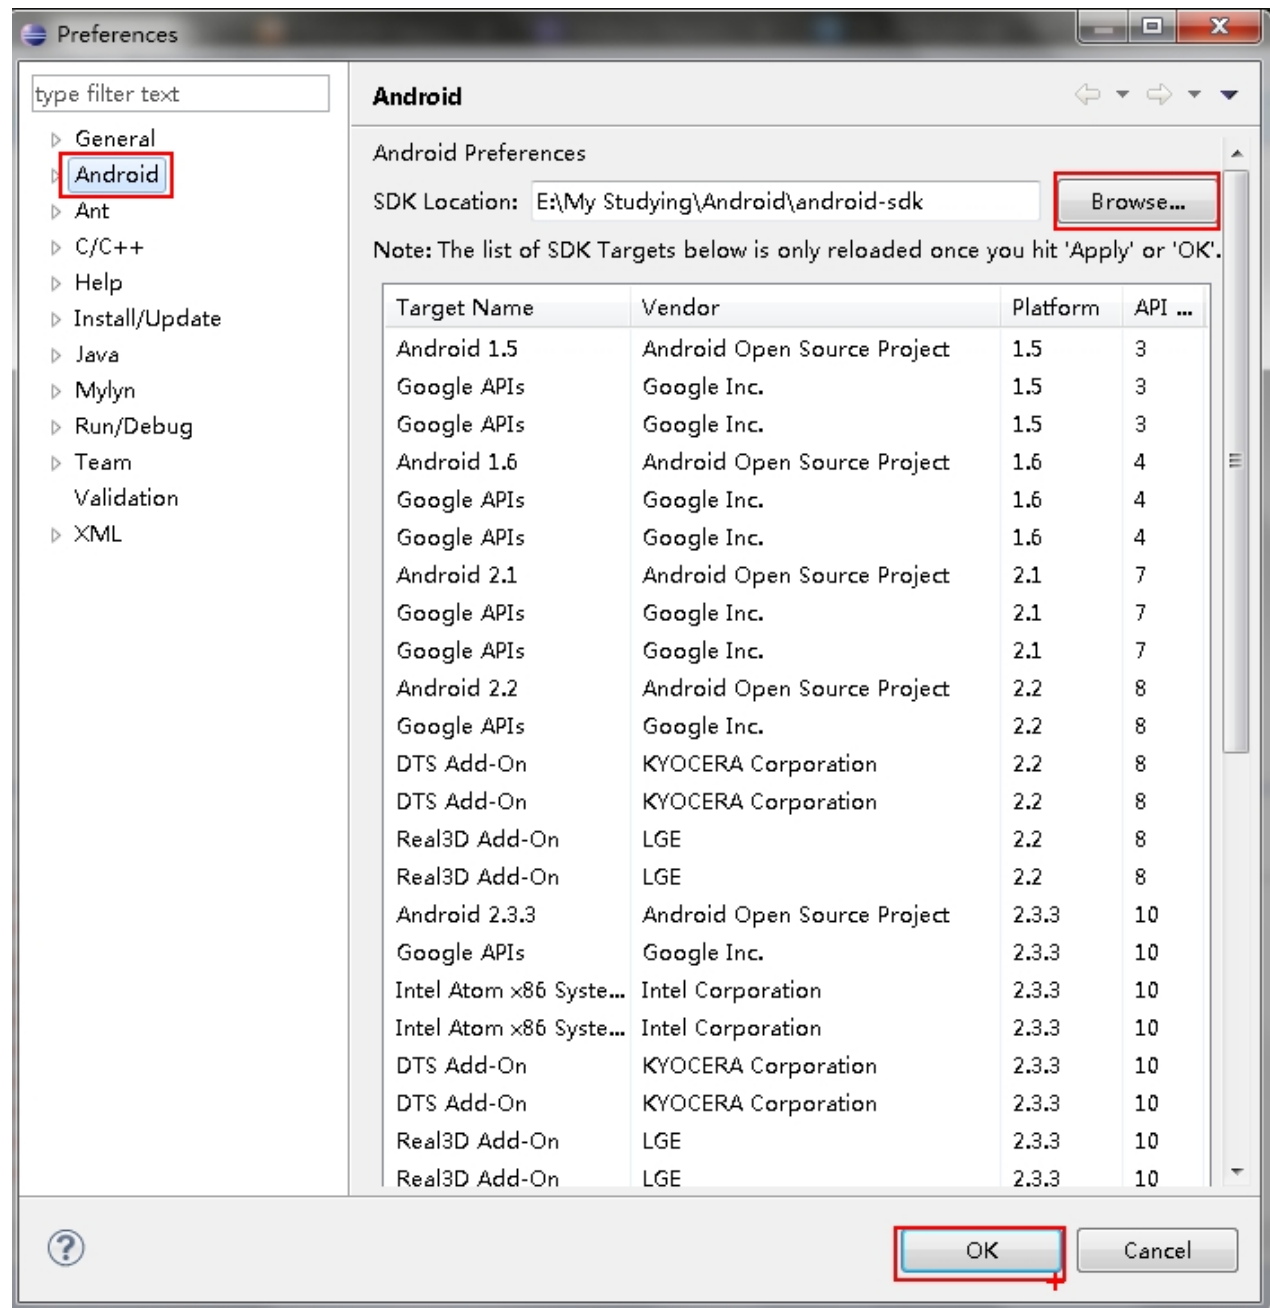 Preferences
type filter text
General
Android
Ant
C/C++
Help
Install/Update
Java
Mylyn
Run/Debug
Team
Validation
XML
Android
Android Preferences
SDK Location: E:\My Studying\Android\android-sdk Browse...
Note: The list of SDK Targets below is only reloaded once you hit 'Apply' or 'OK'.
Target Name Vendor Platform API ...
Android 1.5 Android Open Source Project 1.5 3
Google APIs Google Inc. 1.5 3
Google APIs Google Inc. 1.5 3
Android 1.6 Android Open Source Project 1.6 4
Google APIs Google Inc. 1.6 4
Google APIs Google Inc. 1.6 4
Android 2.1 Android Open Source Project 2.1 7
Google APIs Google Inc. 2.1 7
Google APIs Google Inc. 2.1 7
Android 2.2 Android Open Source Project 2.2 8
Google APIs Google Inc. 2.2 8
DTS Add-On KYOCERA Corporation 2.2 8
DTS Add-On KYOCERA Corporation 2.2 8
Real3D Add-On LGE 2.2 8
Real3D Add-On LGE 2.2 8
Android 2.3.3 Android Open Source Project 2.3.3 10
Google APIs Google Inc. 2.3.3 10
Intel Atom x86 Syste... Intel Corporation 2.3.3 10
Intel Atom x86 Syste... Intel Corporation 2.3.3 10
DTS Add-On KYOCERA Corporation 2.3.3 10
DTS Add-On KYOCERA Corporation 2.3.3 10
Real3D Add-On LGE 2.3.3 10
Real3D Add-On LGE 2.3.3 10
OK Cancel